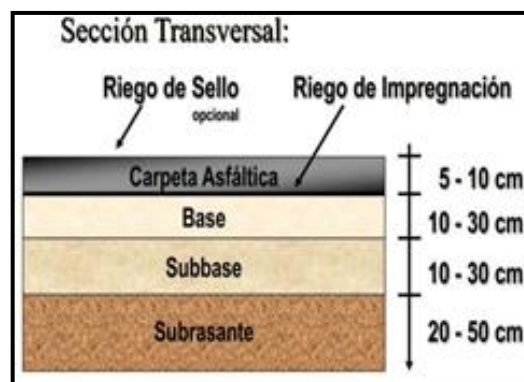 Sección Transversal:
Riego de Sello
opcional
Riego de Impregnación
Carpeta Asfáltica
5 - 10 cm
Base
10 - 30 cm
Subbase
10 - 30 cm
Subrasante
20 - 50 cm